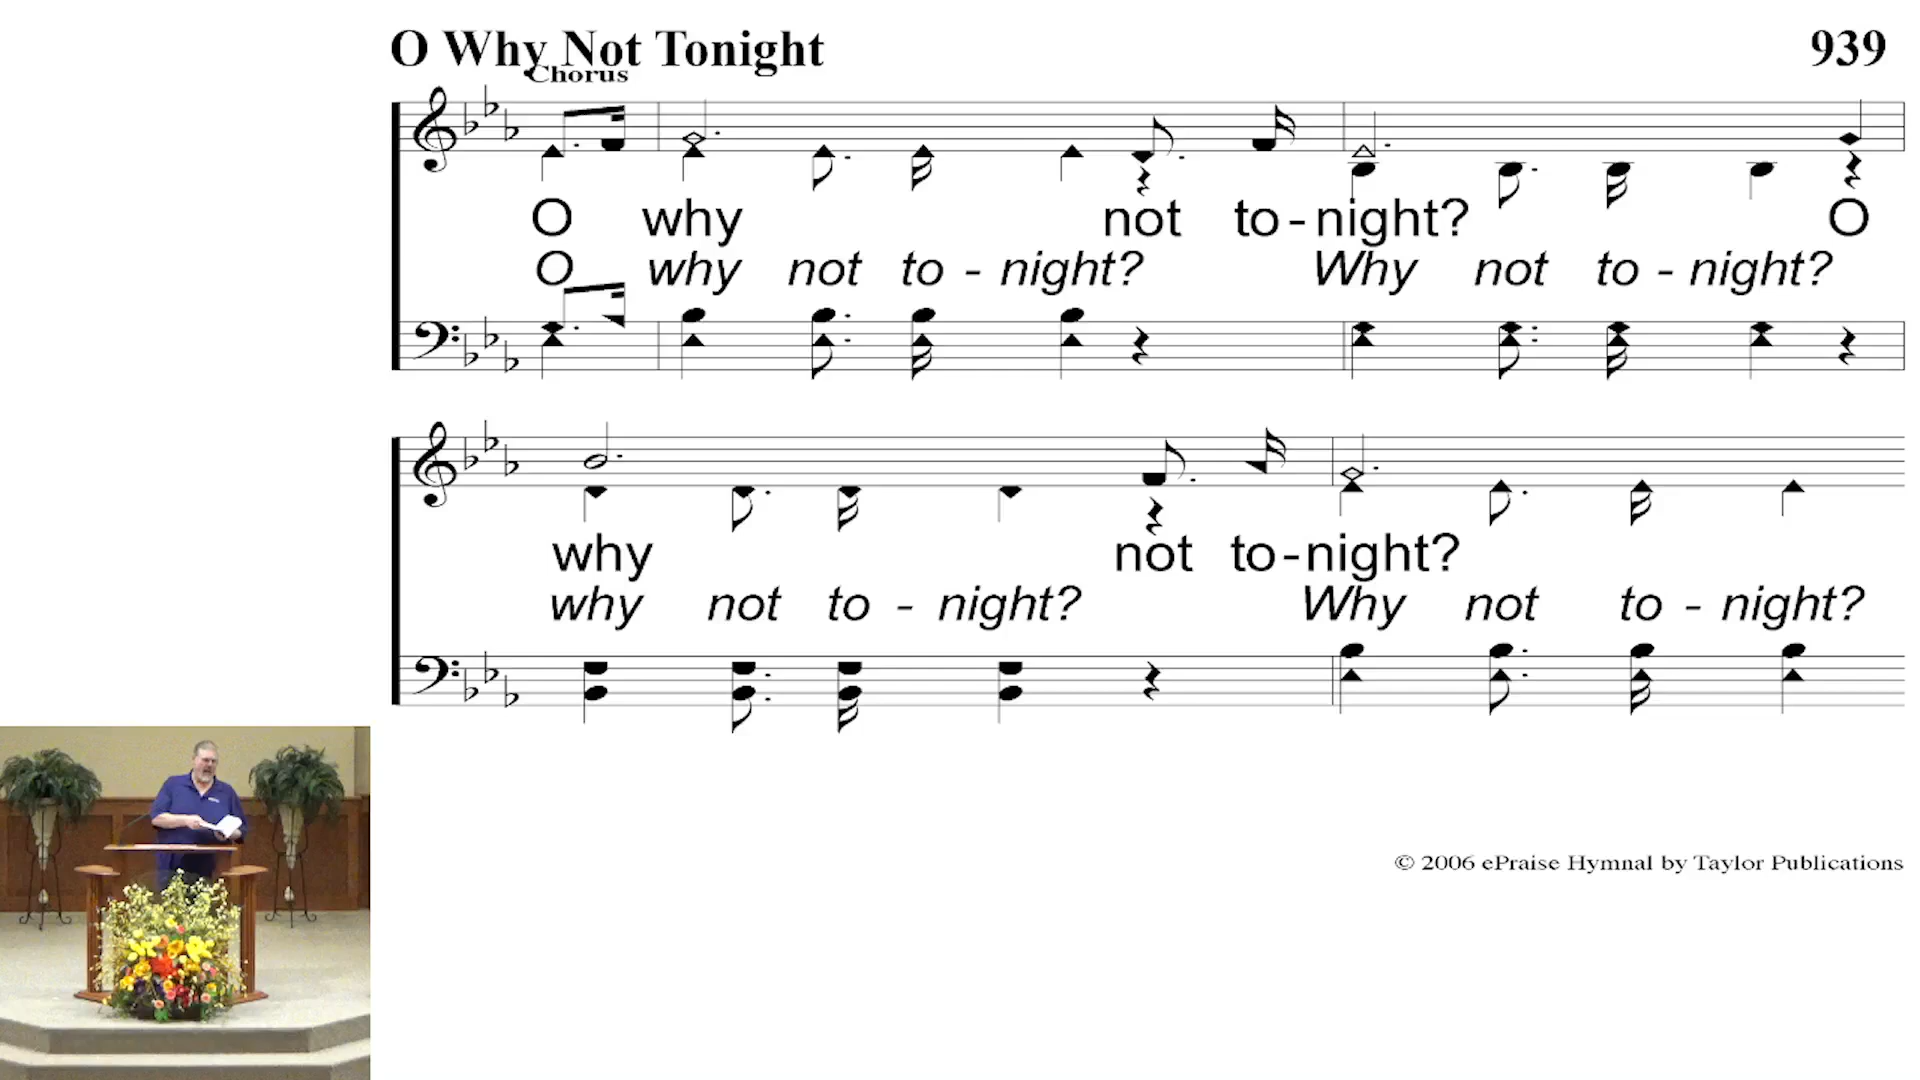 O Why Not Tonight 939
Chorus
O why not to-night? O
O why not to - night? Why not to - night?
why not to-night?
why not to - night? Why not to - night?
© 2006 ePraise Hymnal by Taylor Publications